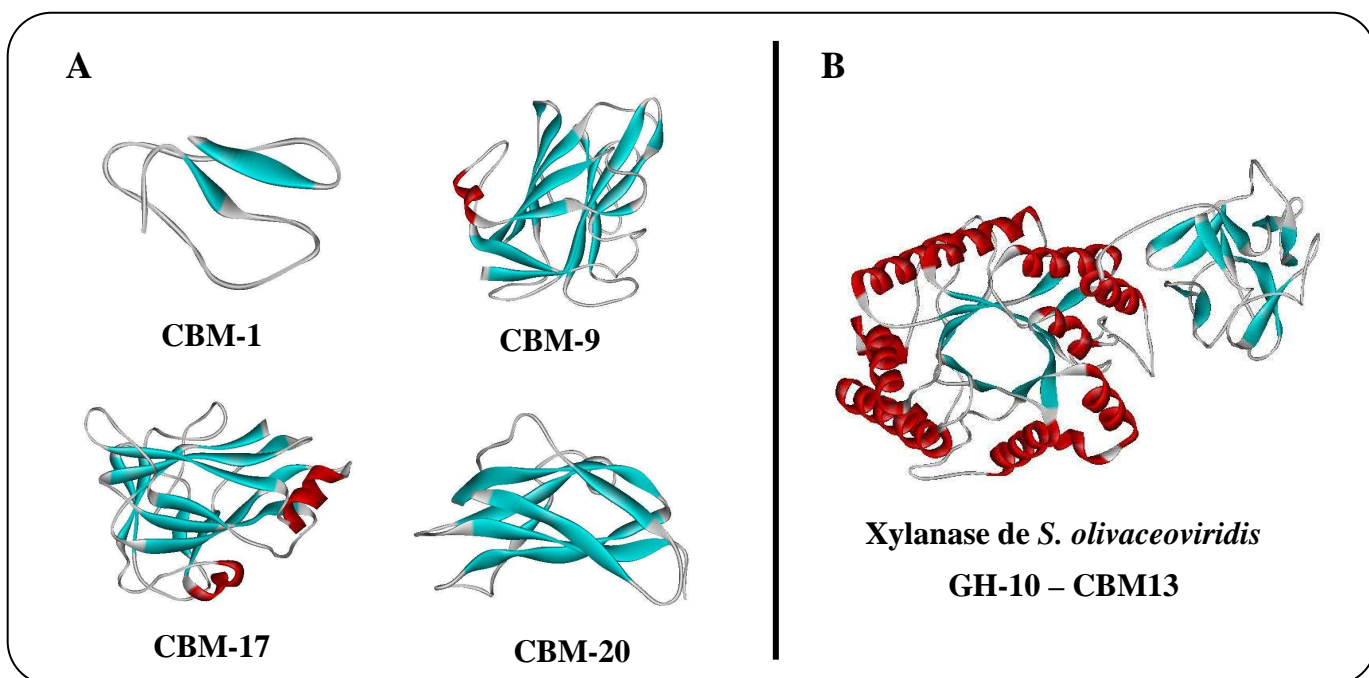 A
CBM-1
CBM-9
CBM-17
CBM-20
B
Xylanase de S. olivaceoviridis
GH-10 – CBM13